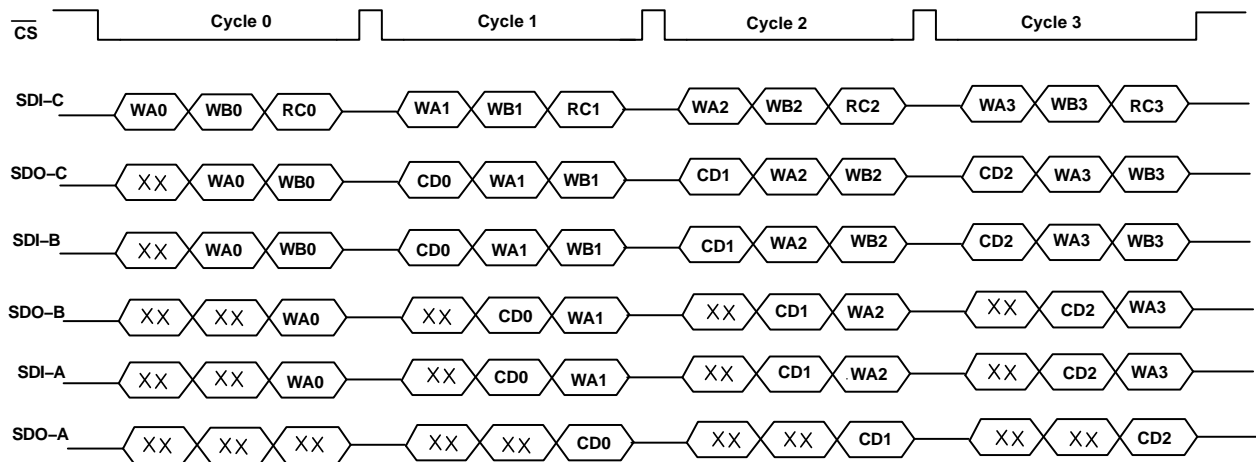 CS Cycle 0 Cycle 1 Cycle 2 Cycle 3
SDI–C WA0 WB0 RC0 WA1 WB1 RC1 WA2 WB2 RC2 WA3 WB3 RC3
SDO–C XX WA0 WB0 CD0 WA1 WB1 CD1 WA2 WB2 CD2 WA3 WB3
SDI–B XX WA0 WB0 CD0 WA1 WB1 CD1 WA2 WB2 CD2 WA3 WB3
SDO–B XX XX WA0 XX CD0 WA1 XX CD1 WA2 XX CD2 WA3
SDI–A XX XX WA0 XX CD0 WA1 XX CD1 WA2 XX CD2 WA3
SDO–A XX XX XX XX XX CD0 XX XX CD1 XX XX CD2